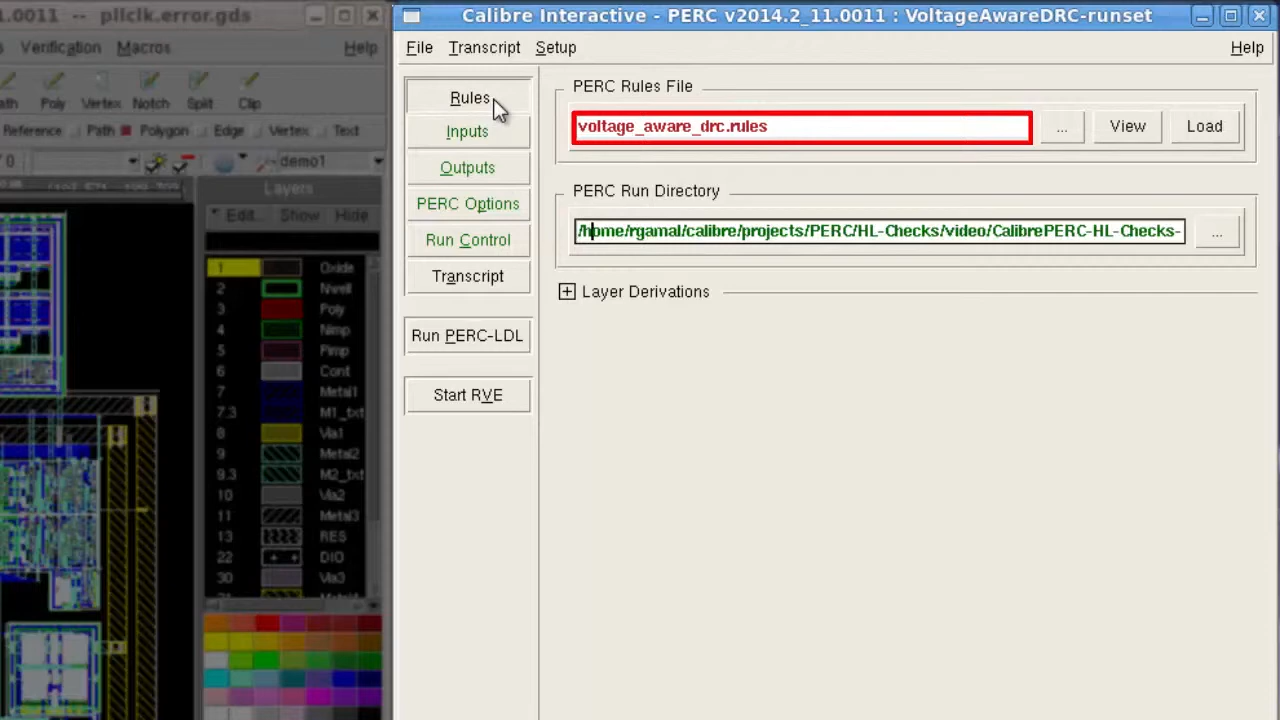 1.0011 -- pllclk.error.gds
Verification Macros Help
ath Poly Vertex Notch Split Clip
Reference Path Polygon Edge Vertex Text
/ 0 demo1
Layers
Edit... Show Hide
1 Oxide
2 Nwell
3 Poly
4 Nimp
5 Pimp
6 Cont
7 Metal1
7.3 M1_txt
8 Via1
9 Metal2
9.3 M2_txt
10 Via2
11 Metal3
13 RES
22 DIO
30 Via3
Calibre Interactive - PERC v2014.2_11.0011 : VoltageAwareDRC-runset
File Transcript Setup Help
Rules
Inputs
Outputs
PERC Options
Run Control
Transcript
Run PERC-LDL
Start RVE
PERC Rules File
voltage_aware_drc.rules ... View Load
PERC Run Directory
/home/rgamal/calibre/projects/PERC/HL-Checks/video/CalibrePERC-HL-Checks- ...
+ Layer Derivations